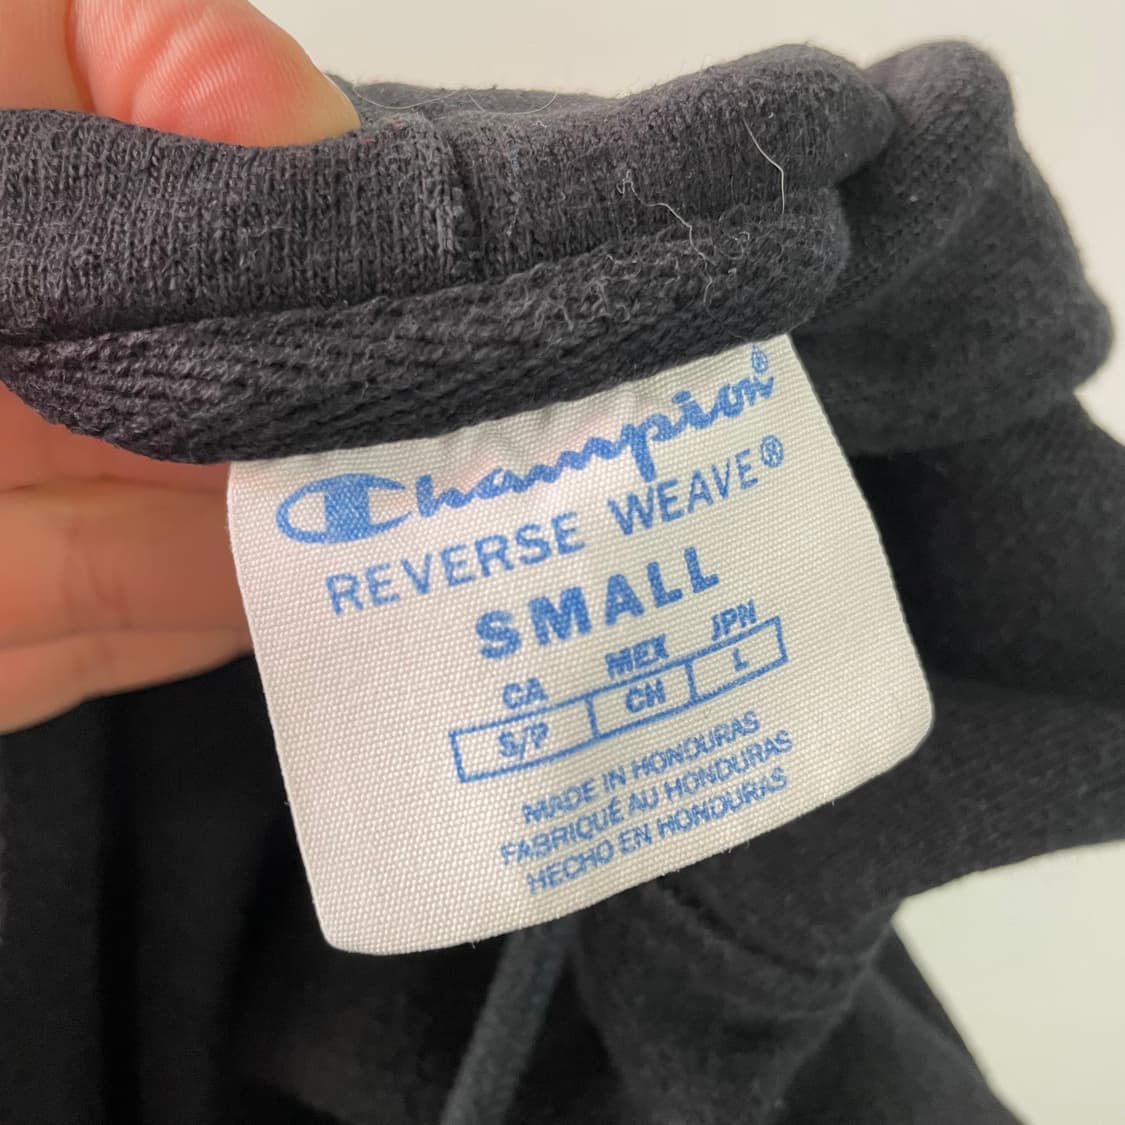 Champion®
REVERSE WEAVE®
SMALL
CA MEX JPN
S/P CH L
MADE IN HONDURAS
FABRIQUÉ AU HONDURAS
HECHO EN HONDURAS